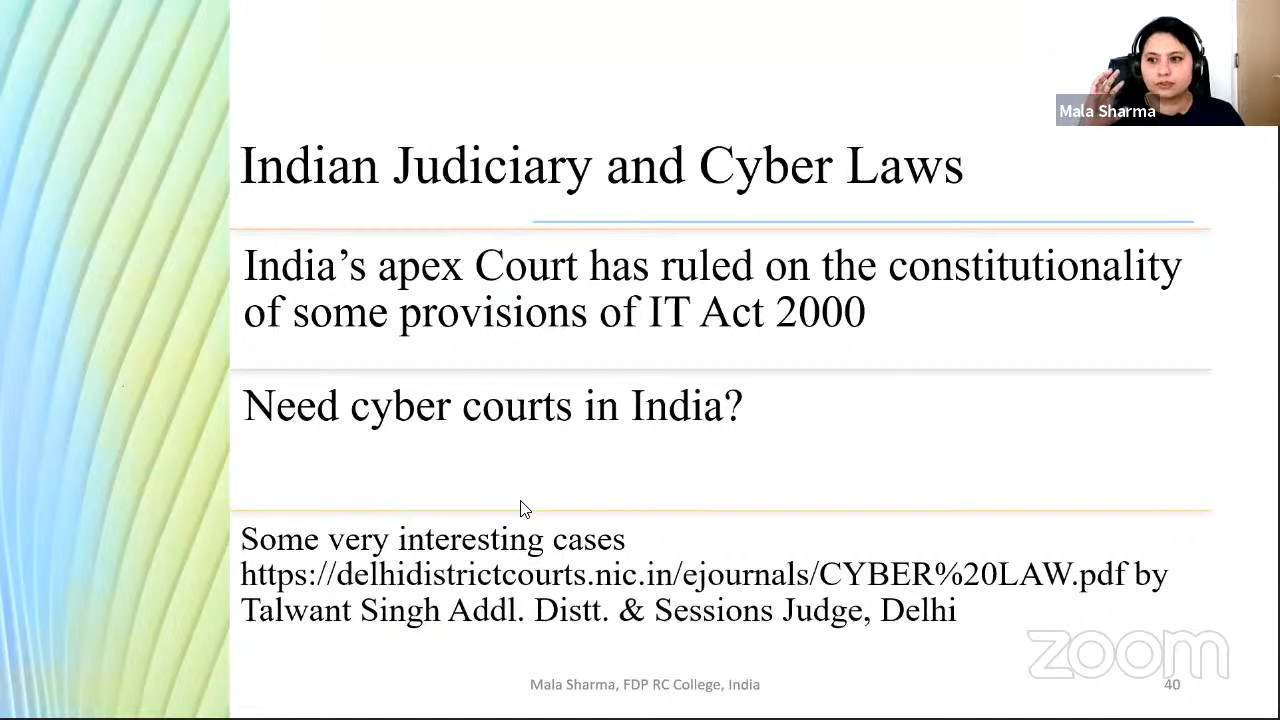 Mala Sharma
Indian Judiciary and Cyber Laws
India’s apex Court has ruled on the constitutionality
of some provisions of IT Act 2000
Need cyber courts in India?
Some very interesting cases
https://delhidistrictcourts.nic.in/ejournals/CYBER%20LAW.pdf by
Talwant Singh Addl. Distt. & Sessions Judge, Delhi
zoom
Mala Sharma, FDP RC College, India
40